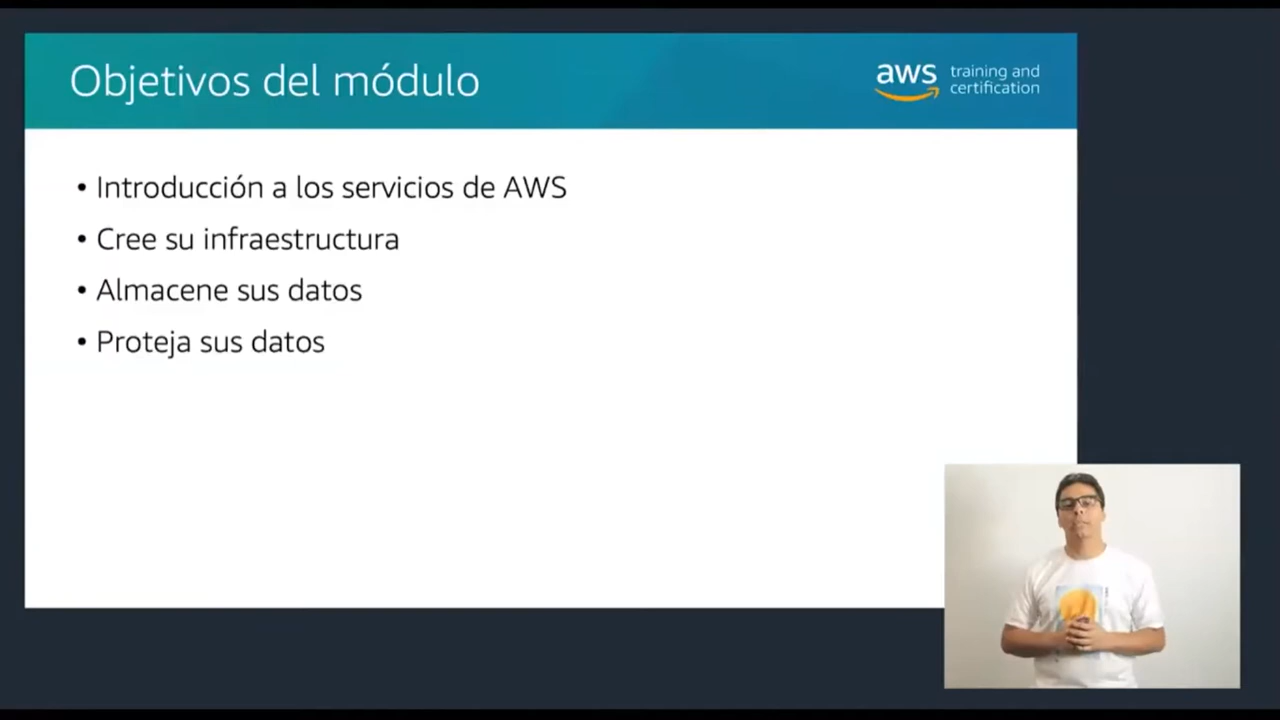 Objetivos del módulo
aws training and
certification
• Introducción a los servicios de AWS
• Cree su infraestructura
• Almacene sus datos
• Proteja sus datos